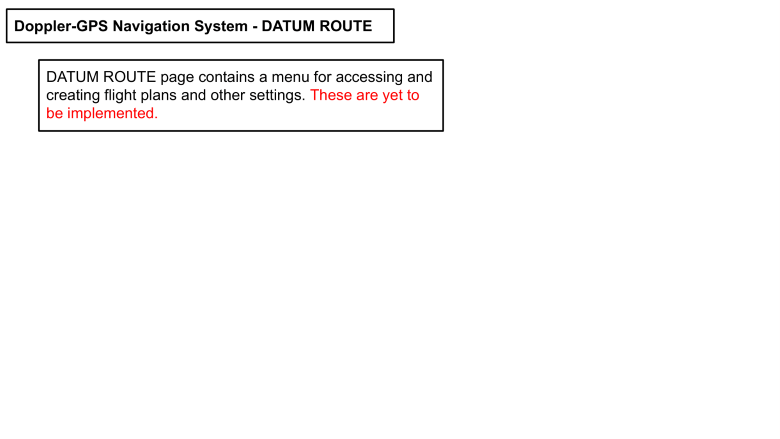 Doppler-GPS Navigation System - DATUM ROUTE
DATUM ROUTE page contains a menu for accessing and
creating flight plans and other settings. These are yet to
be implemented.